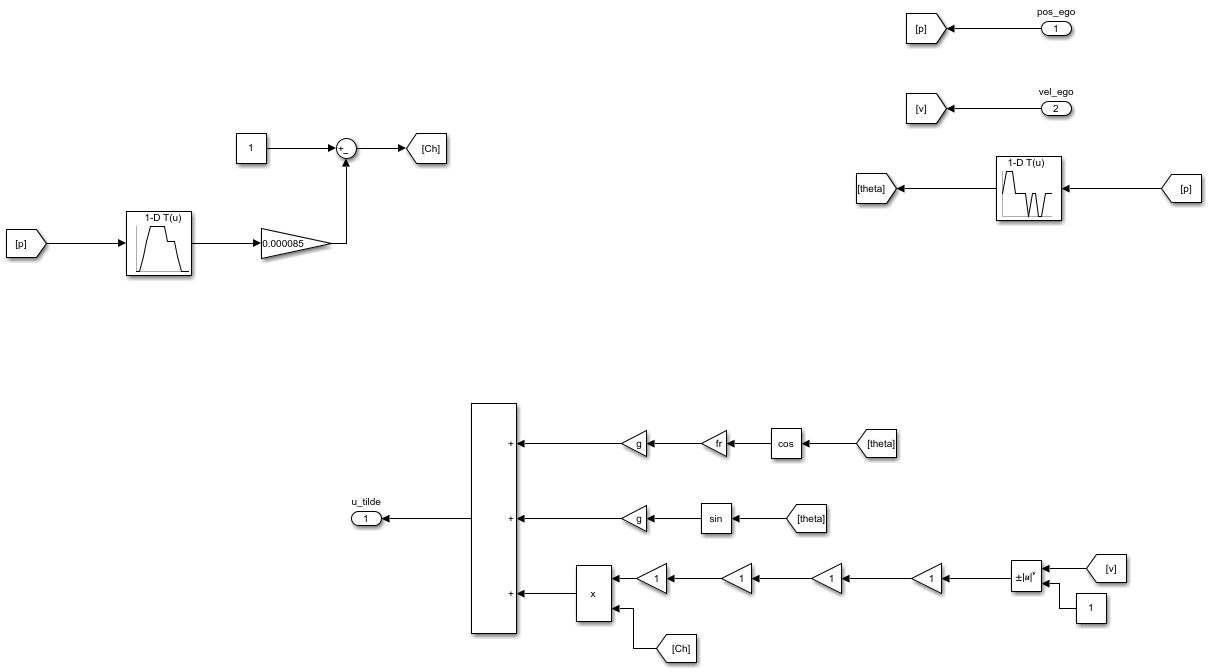 pos_ego
[p]
1
vel_ego
[v]
2
1
+
−
[Ch]
1-D T(u)
[theta]
[p]
[p]
1-D T(u)
0.000085
+
g
fr
cos
[theta]
u_tilde
1
+
g
sin
[theta]
+
x
1
1
1
1
±|u|ᵛ
[v]
1
[Ch]